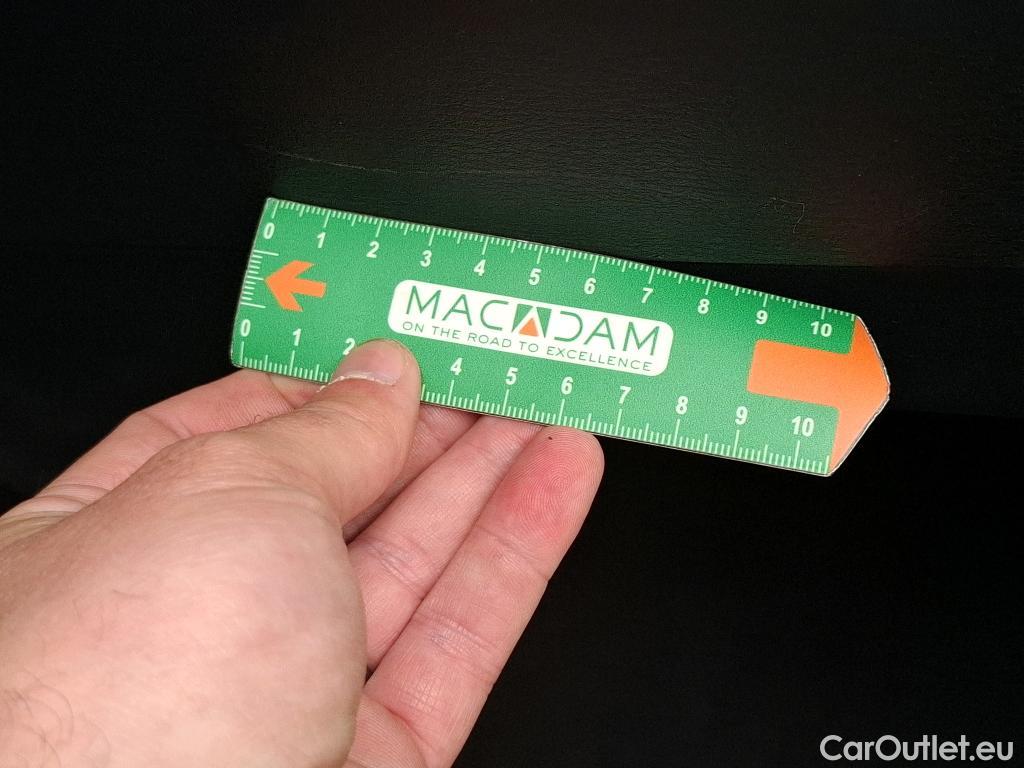 0 1 2 3 4 5 6 7 8 9 10
MACADAM
ON THE ROAD TO EXCELLENCE
0 1 2 4 5 6 7 8 9 10
CarOutlet.eu